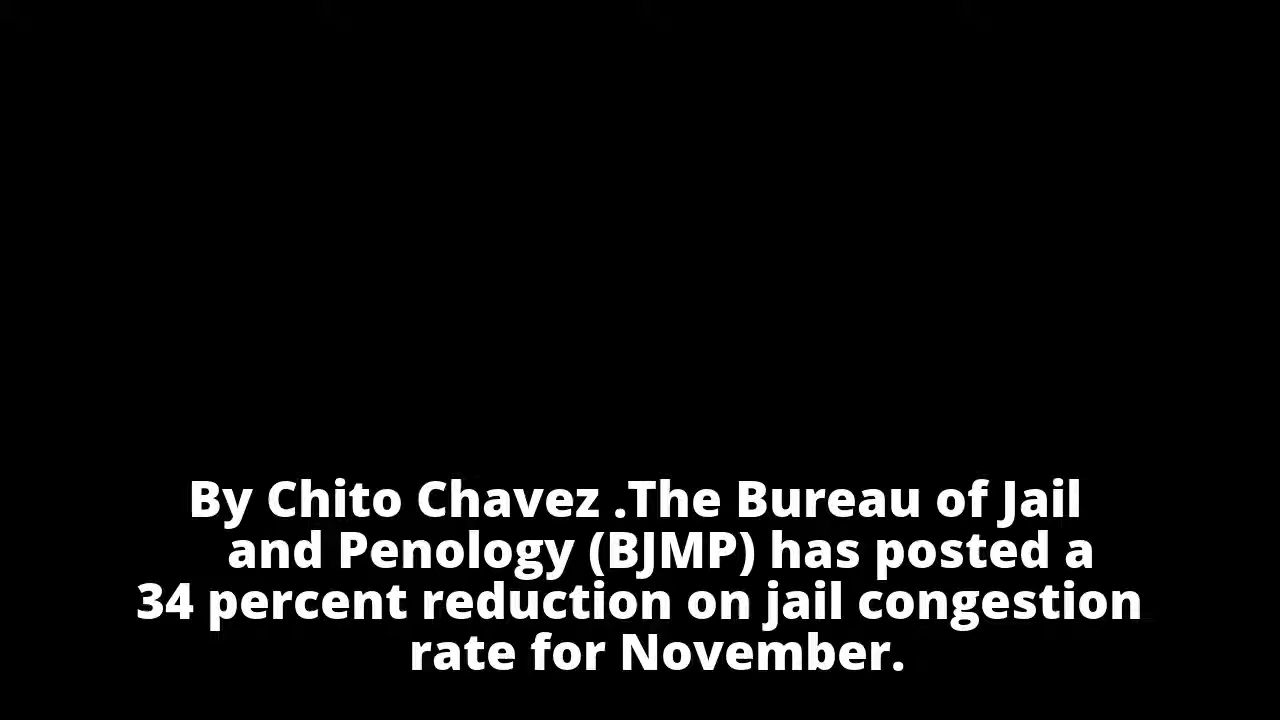 By Chito Chavez .The Bureau of Jail
and Penology (BJMP) has posted a
34 percent reduction on jail congestion
rate for November.